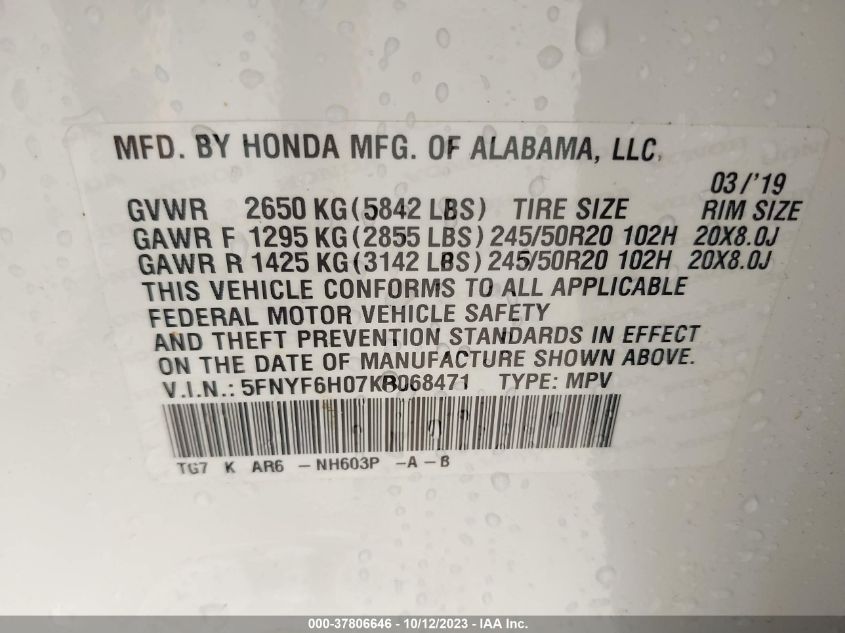 MFD. BY HONDA MFG. OF ALABAMA, LLC.
03/'19
GVWR 2650 KG(5842 LBS) TIRE SIZE RIM SIZE
GAWR F 1295 KG(2855 LBS) 245/50R20 102H 20X8.0J
GAWR R 1425 KG(3142 LBS) 245/50R20 102H 20X8.0J
THIS VEHICLE CONFORMS TO ALL APPLICABLE
FEDERAL MOTOR VEHICLE SAFETY
AND THEFT PREVENTION STANDARDS IN EFFECT
ON THE DATE OF MANUFACTURE SHOWN ABOVE.
V.I.N.: 5FNYF6H07KB068471 TYPE: MPV
TG7 K AR6 -NH603P -A-B
000-37806646 - 10/12/2023 - IAA Inc.